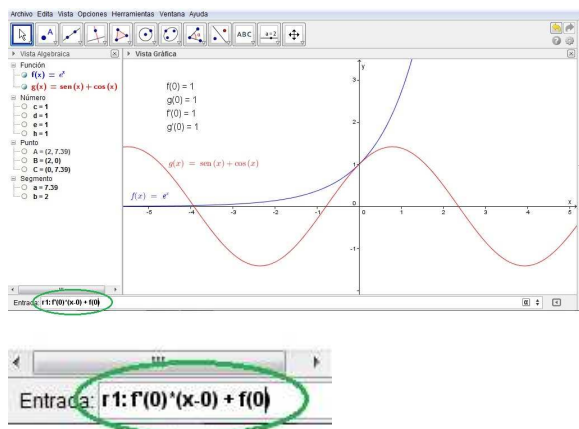 Archivo Edita Vista Opciones Herramientas Ventana Ayuda
A
ABC
a=2
Vista Algebraica
Vista Gráfica
Función
f(x) = eˣ
g(x) = sen(x) + cos(x)
Número
c = 1
d = 1
e = 1
h = 1
Punto
A = (2, 7.39)
B = (2, 0)
C = (0, 7.39)
Segmento
a = 7.39
b = 2
f(0) = 1
g(0) = 1
f'(0) = 1
g'(0) = 1
g(x) = sen(x) + cos(x)
f(x) = eˣ
y
x
3
2
1
0
-1
-5 -4 -3 -2 -1 0 1 2 3 4 5
Entrada: r1: f'(0)*(x-0) + f(0)
α
Entrada: r1: f'(0)*(x-0) + f(0)